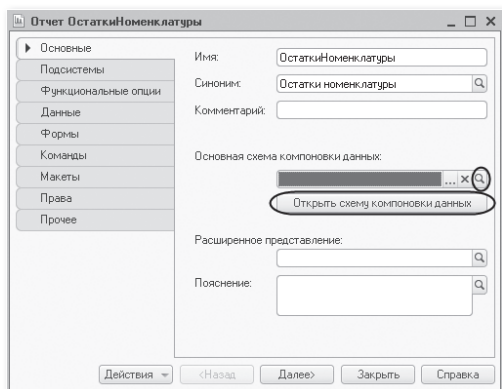 Отчет ОстаткиНоменклатуры
Основные
Подсистемы
Функциональные опции
Данные
Формы
Команды
Макеты
Права
Прочее
Имя: ОстаткиНоменклатуры
Синоним: Остатки номенклатуры
Комментарий:
Основная схема компоновки данных:
...
Открыть схему компоновки данных
Расширенное представление:
Пояснение:
Действия <Назад Далее> Закрыть Справка